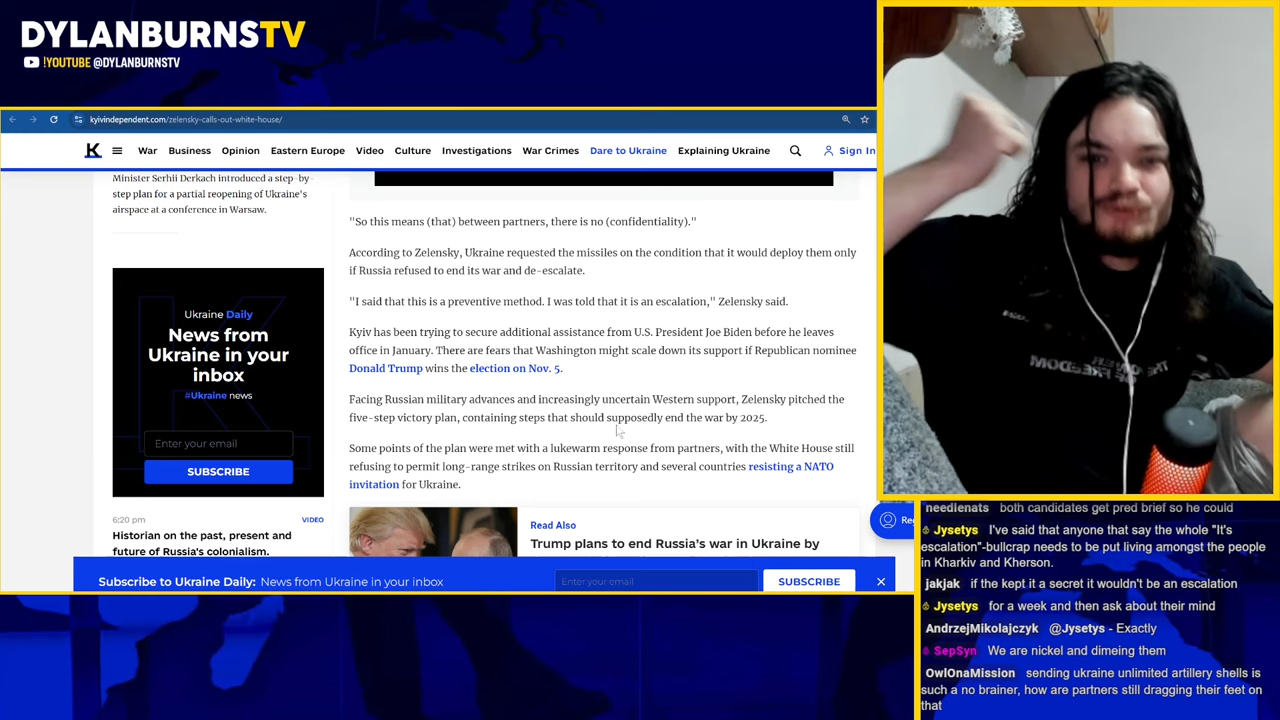 DYLANBURNSTV
!YOUTUBE @DYLANBURNSTV
kyivindependent.com/zelensky-calls-out-white-house/
War Business Opinion Eastern Europe Video Culture Investigations War Crimes Dare to Ukraine Explaining Ukraine Sign In
Minister Serhii Derkach introduced a step-by-
step plan for a partial reopening of Ukraine's
airspace at a conference in Warsaw.
Ukraine Daily
News from
Ukraine in your
inbox
#Ukraine news
Enter your email
SUBSCRIBE
6:20 pm
VIDEO
Historian on the past, present and
future of Russia's colonialism.
"So this means (that) between partners, there is no (confidentiality)."
According to Zelensky, Ukraine requested the missiles on the condition that it would deploy them only
if Russia refused to end its war and de-escalate.
"I said that this is a preventive method. I was told that it is an escalation," Zelensky said.
Kyiv has been trying to secure additional assistance from U.S. President Joe Biden before he leaves
office in January. There are fears that Washington might scale down its support if Republican nominee
Donald Trump wins the election on Nov. 5.
Facing Russian military advances and increasingly uncertain Western support, Zelensky pitched the
five-step victory plan, containing steps that should supposedly end the war by 2025.
Some points of the plan were met with a lukewarm response from partners, with the White House still
refusing to permit long-range strikes on Russian territory and several countries resisting a NATO
invitation for Ukraine.
Read Also
Trump plans to end Russia's war in Ukraine by
Subscribe to Ukraine Daily: News from Ukraine in your inbox
Enter your email
SUBSCRIBE
THE POWER
OF FREEDOM
needienats both candidates get pred brief so he could
Jysetys I've said that anyone that say the whole "It's
escalation"-bullcrap needs to be put living amongst the people
in Kharkiv and Kherson.
jakjak if the kept it a secret it wouldn't be an escalation
Jysetys for a week and then ask about their mind
AndrzejMikolajczyk @Jysetys - Exactly
SepSyn We are nickel and dimeing them
OwlOnaMission sending ukraine unlimited artillery shells is
such a no brainer, how are partners still dragging their feet on
that